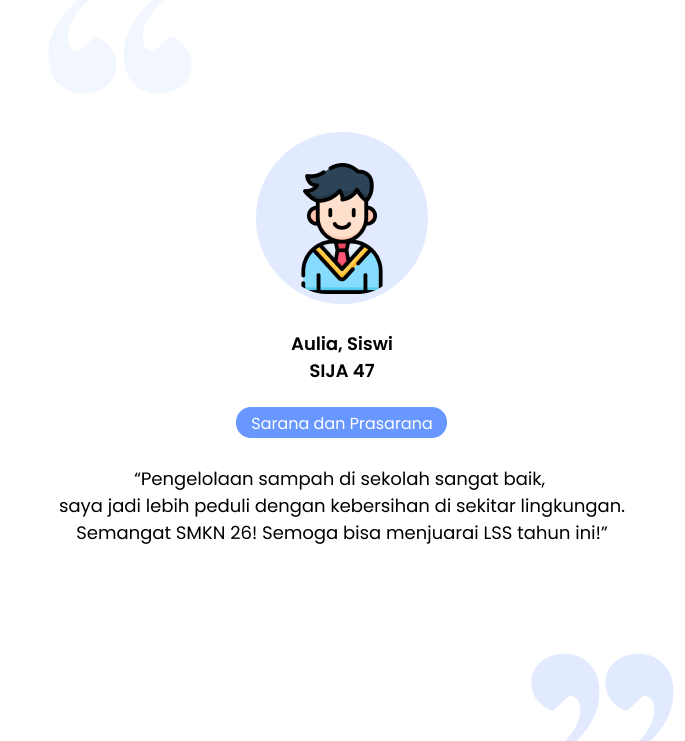 Aulia, Siswi
SIJA 47
Sarana dan Prasarana
“Pengelolaan sampah di sekolah sangat baik,
saya jadi lebih peduli dengan kebersihan di sekitar lingkungan.
Semangat SMKN 26! Semoga bisa menjuarai LSS tahun ini!”